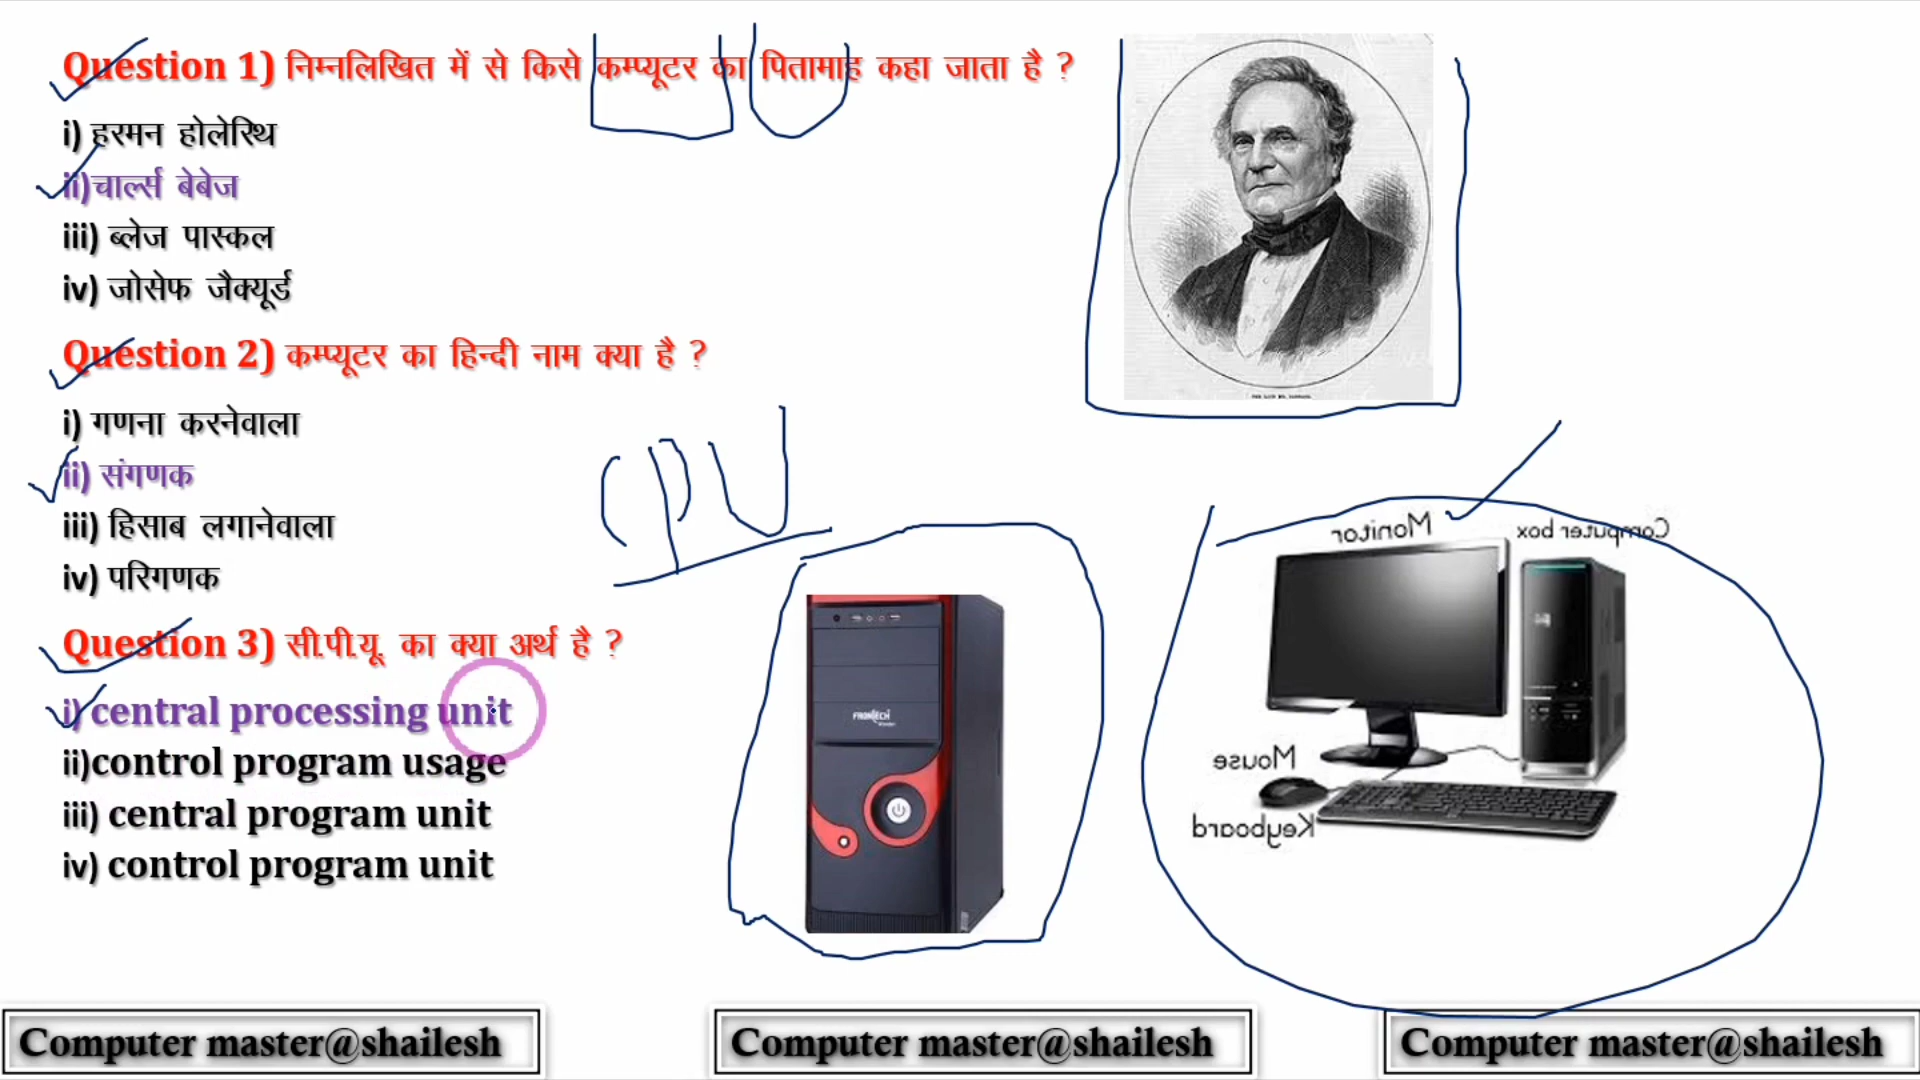 Question 1) निम्नलिखित में से किसे कम्प्यूटर का पितामाह कहा जाता है ?
i) हरमन होलेरिथ
ii)चार्ल्स बेबेज
iii) ब्लेज पास्कल
iv) जोसेफ जैक्यूर्ड
Question 2) कम्प्यूटर का हिन्दी नाम क्या है ?
i) गणना करनेवाला
ii) संगणक
iii) हिसाब लगानेवाला
iv) परिगणक
CPU
Question 3) सी.पी.यू. का क्या अर्थ है ?
i) central processing unit
ii)control program usage
iii) central program unit
iv) control program unit
FRONTECH
Monitor
Computer box
Mouse
Keyboard
Computer master@shailesh
Computer master@shailesh
Computer master@shailesh